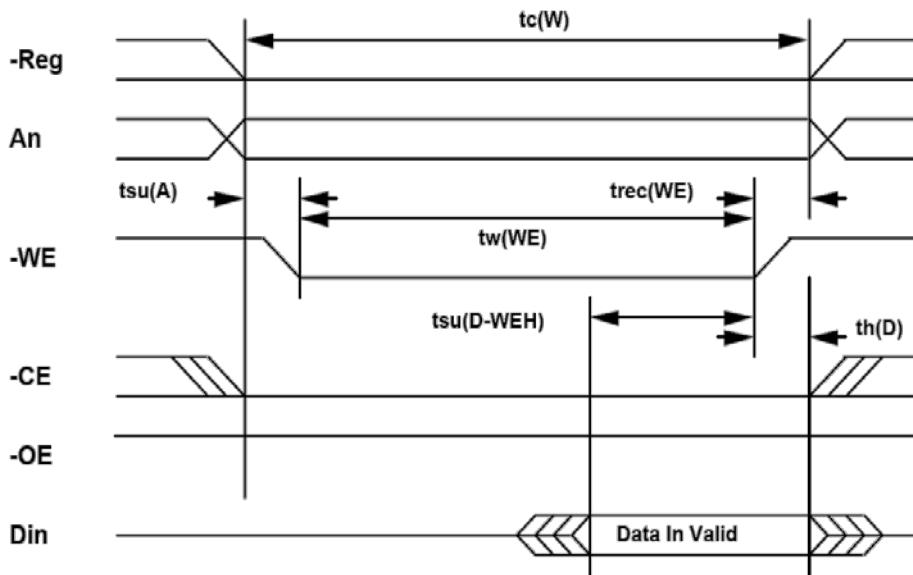 tc(W)
-Reg
An
tsu(A)
trec(WE)
tw(WE)
-WE
tsu(D-WEH)
th(D)
-CE
-OE
Din
Data In Valid